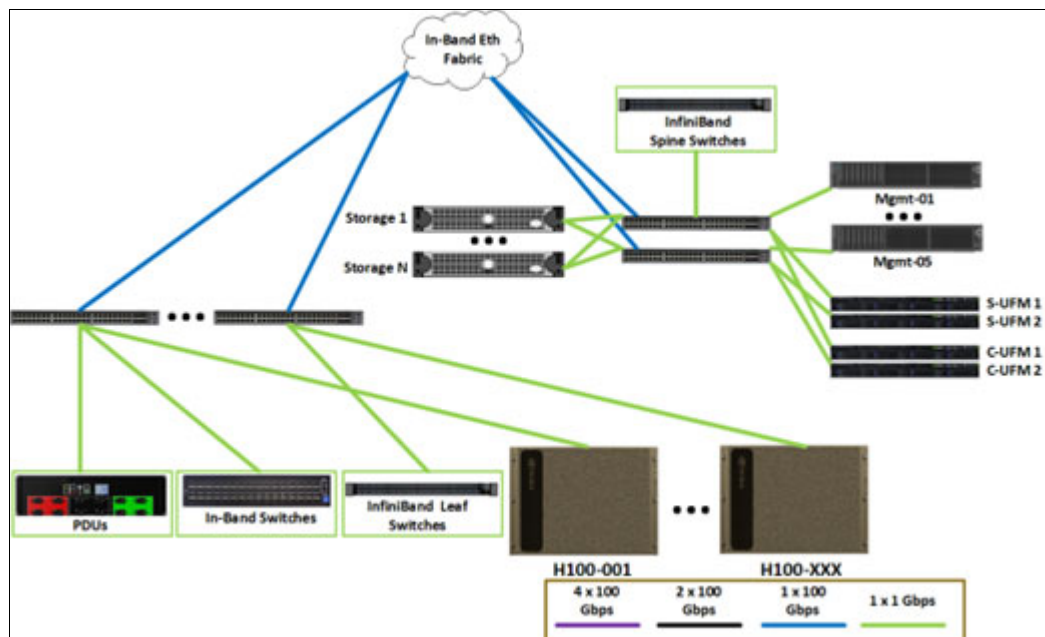 In-Band Eth
Fabric
InfiniBand
Spine Switches
Mgmt-01
Storage 1
Storage N
Mgmt-05
S-UFM 1
S-UFM 2
C-UFM 1
C-UFM 2
PDUs
In-Band Switches
InfiniBand Leaf
Switches
H100-001
H100-XXX
4 x 100
Gbps
2 x 100
Gbps
1 x 100
Gbps
1 x 1 Gbps